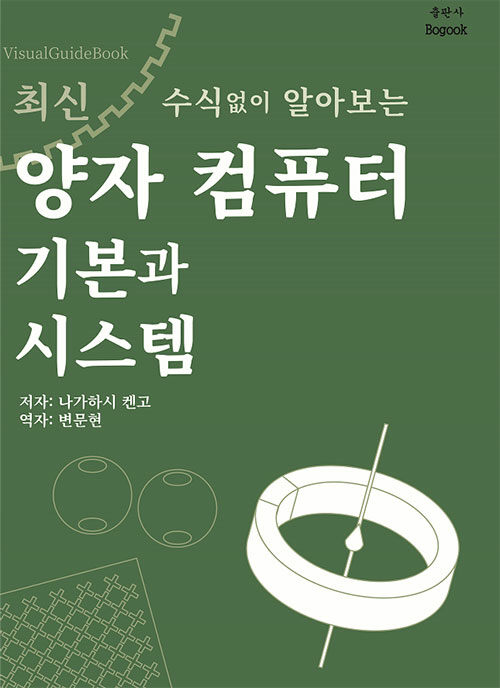 출판사
Bogook
VisualGuideBook
최신 수식없이 알아보는
양자 컴퓨터
기본과
시스템
저자: 나가하시 켄고
역자: 변문현